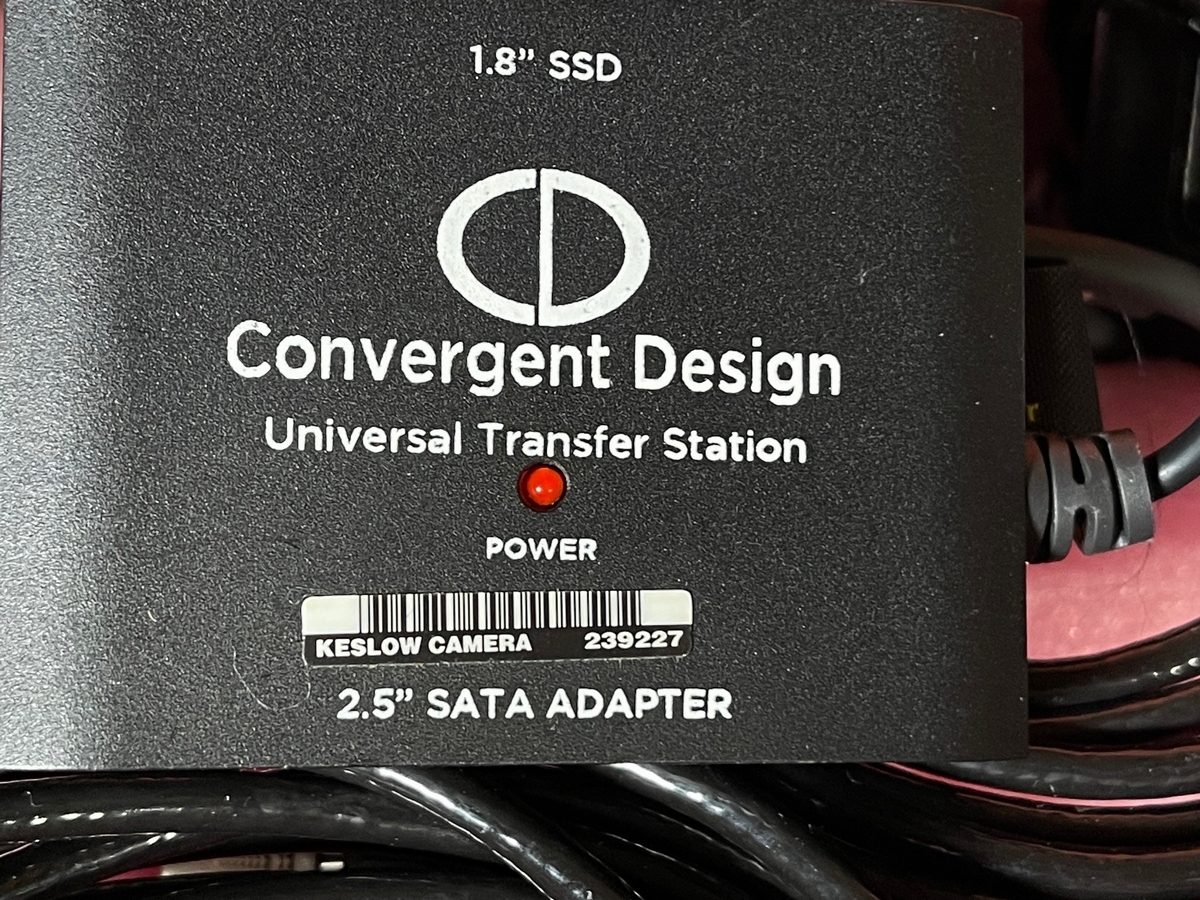 1.8” SSD
CD
Convergent Design
Universal Transfer Station
POWER
KESLOW CAMERA 239227
2.5” SATA ADAPTER